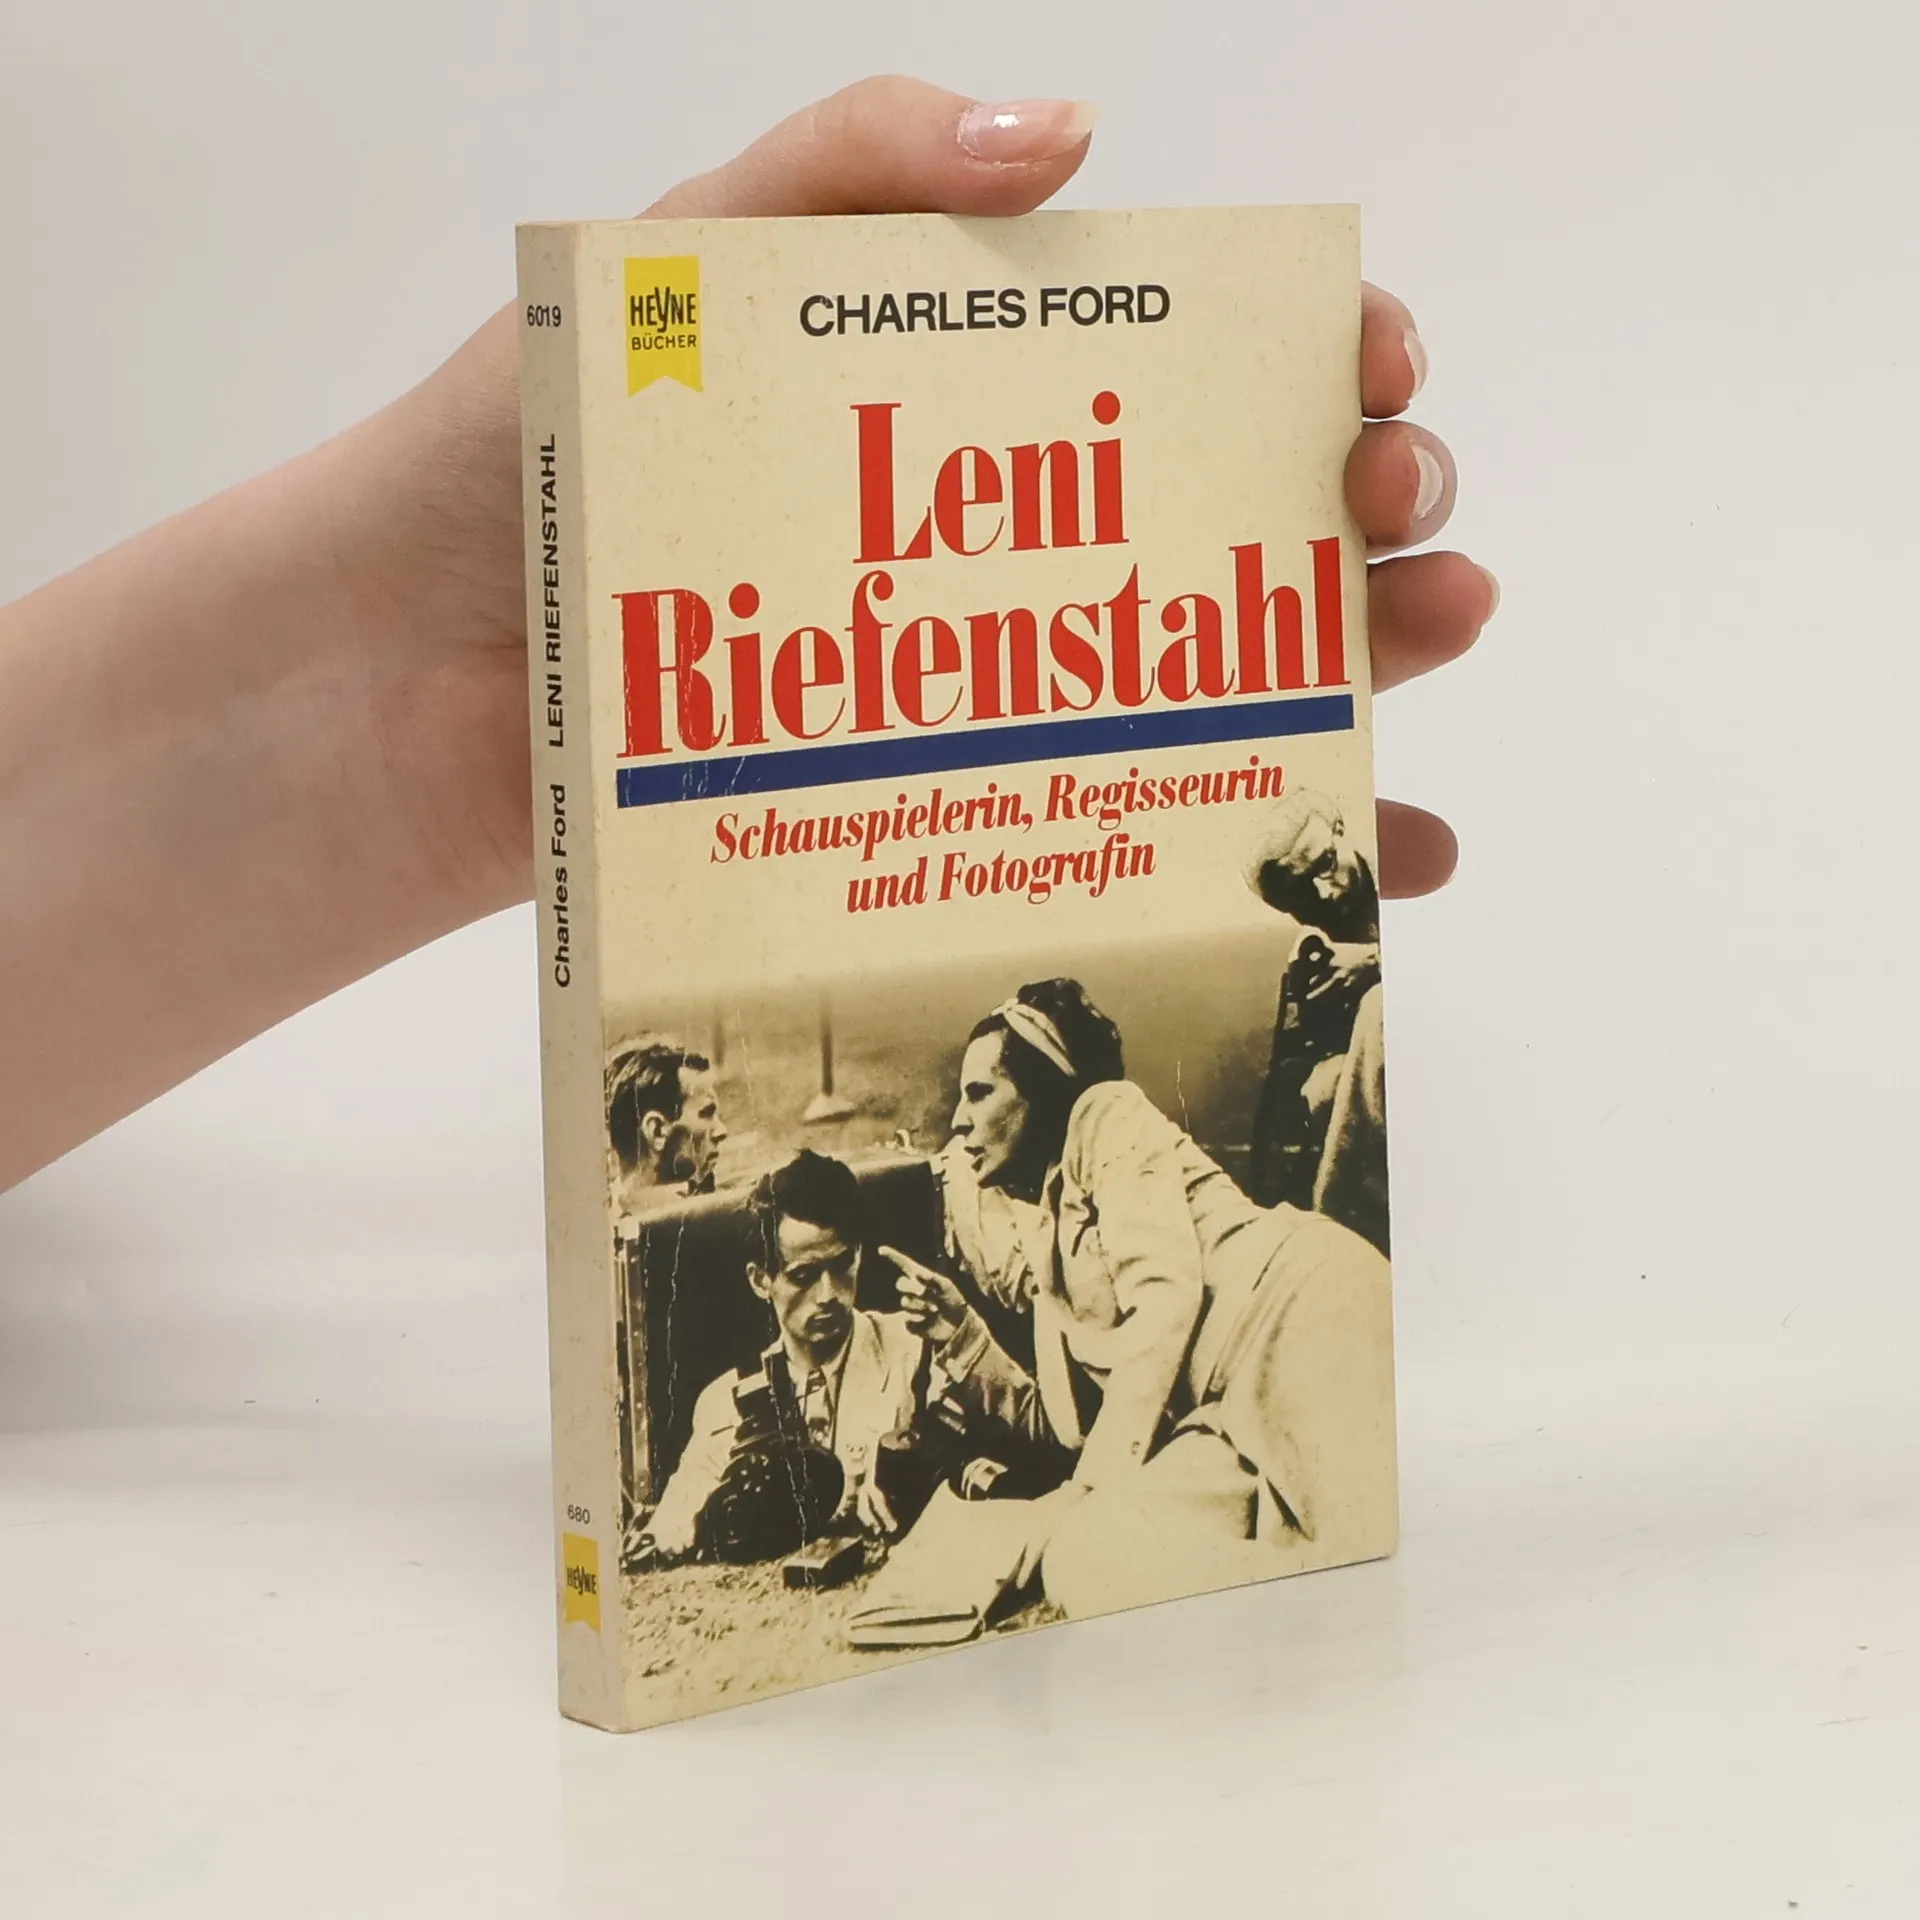 HEYNE
BÜCHER
CHARLES FORD
Leni
Riefenstahl
Schauspielerin, Regisseurin
und Fotografin
6019
Charles Ford LENI RIEFENSTAHL
680
HEYNE